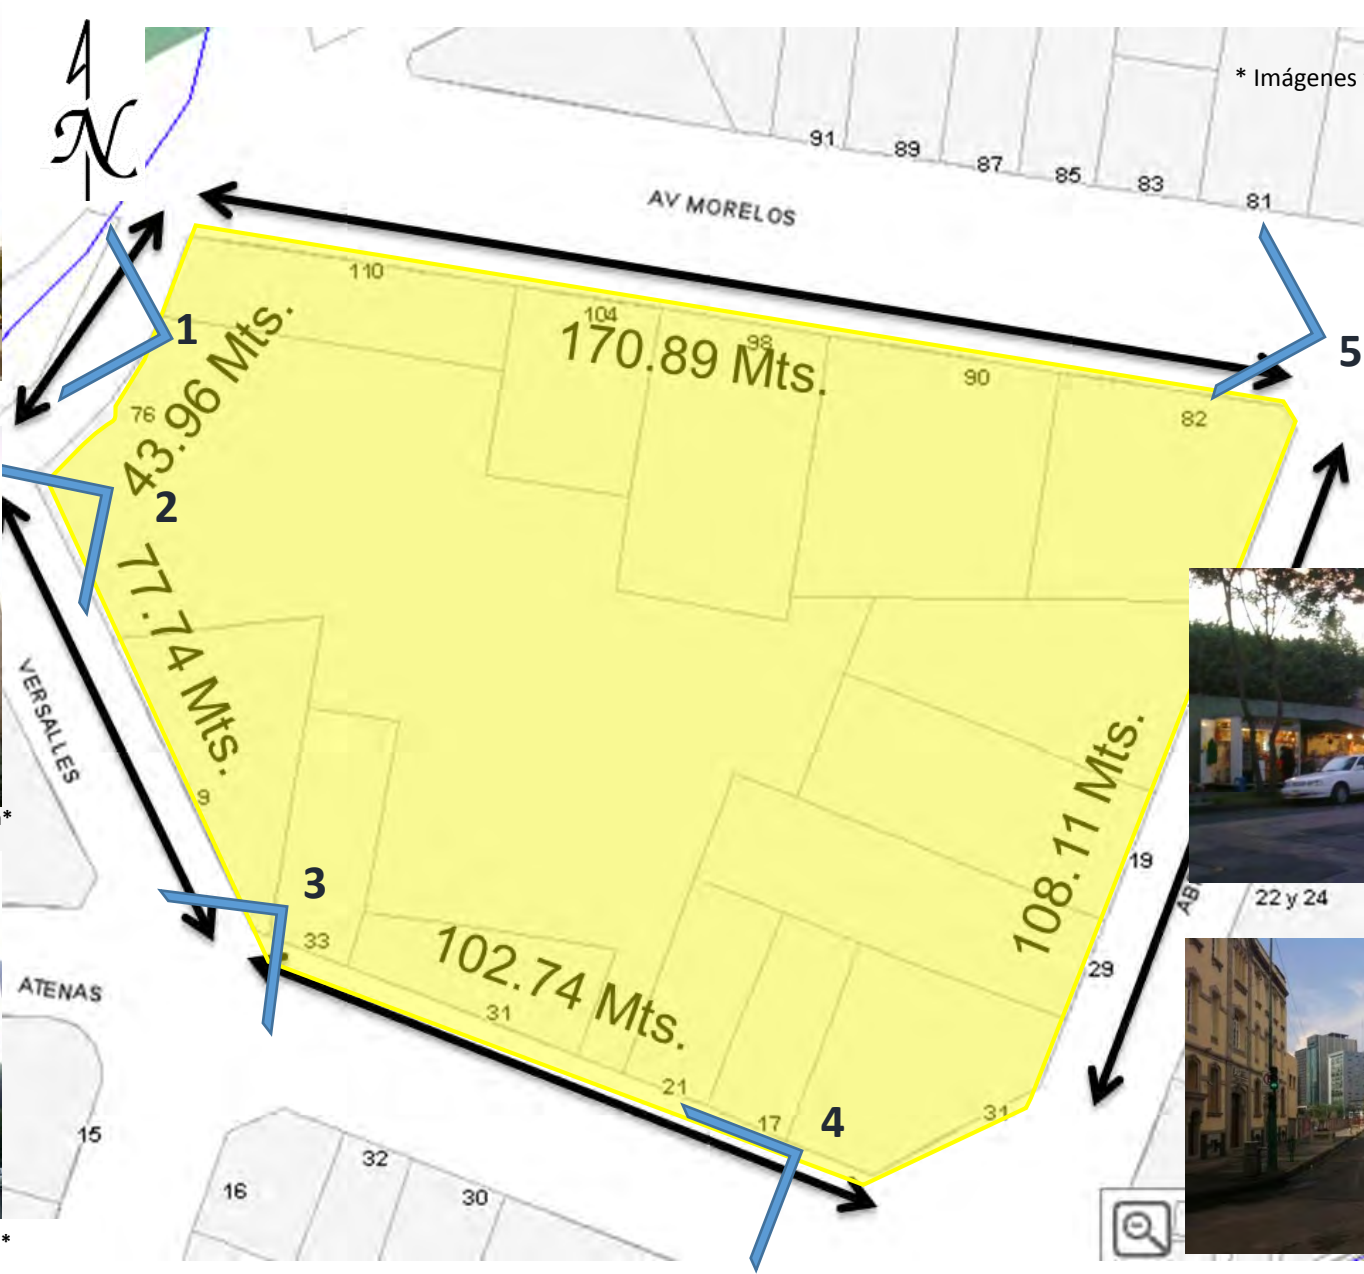 N
* Imágenes
91
89
87
85
83
81
AV MORELOS
110
104
98
90
82
170.89 Mts.
1
5
76
43.96 Mts.
2
77.74 Mts.
VERSALLES
9
*
108.11 Mts.
19
29
22 y 24
3
33
102.74 Mts.
31
21
17
4
31
ATENAS
15
16
32
30
*